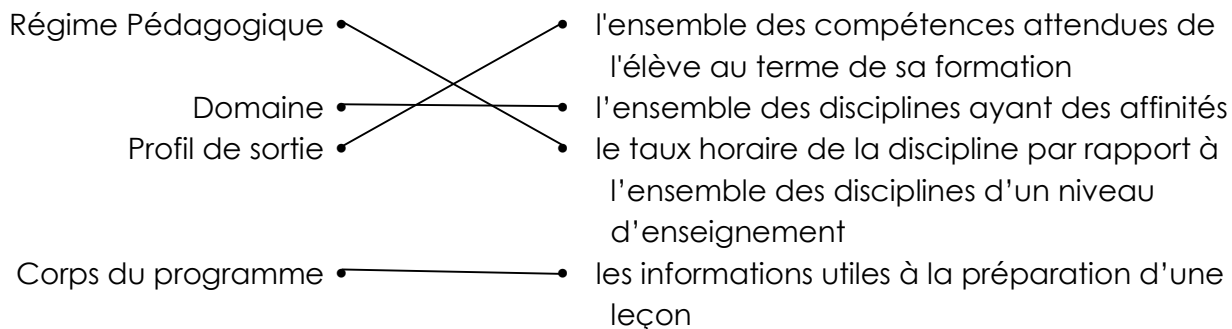 Régime Pédagogique • • l'ensemble des compétences attendues de
l'élève au terme de sa formation
Domaine • • l’ensemble des disciplines ayant des affinités
Profil de sortie • • le taux horaire de la discipline par rapport à
l’ensemble des disciplines d’un niveau
d’enseignement
Corps du programme • • les informations utiles à la préparation d’une
leçon